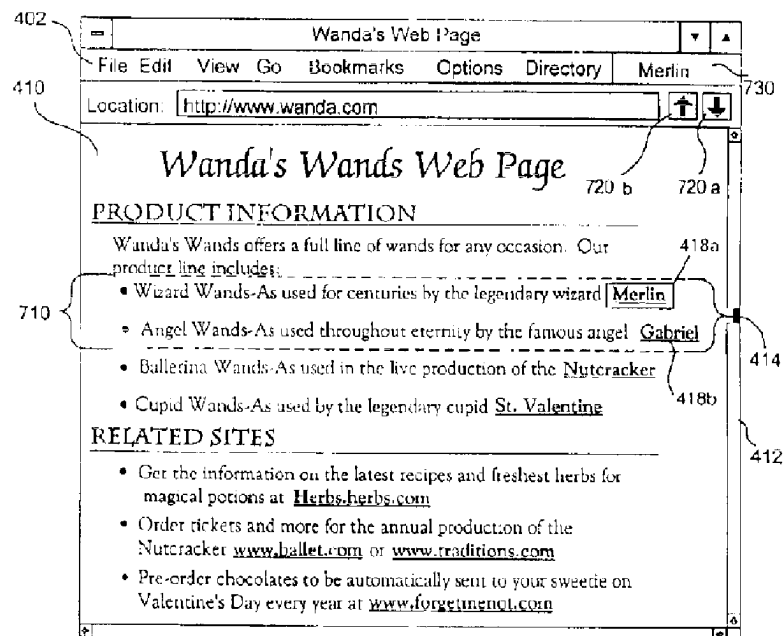 402
Wanda's Web Page
File Edit View Go Bookmarks Options Directory Merlin
730
410
Location: http://www.wanda.com
Wanda's Wands Web Page
720 b
720 a
PRODUCT INFORMATION
418a
Wanda's Wands offers a full line of wands for any occasion. Our
product line includes:
710
• Wizard Wands-As used for centuries by the legendary wizard Merlin
• Angel Wands-As used throughout eternity by the famous angel Gabriel
414
• Ballerina Wands-As used in the live production of the Nutcracker
418b
• Cupid Wands-As used by the legendary cupid St. Valentine
412
RELATED SITES
• Get the information on the latest recipes and freshest herbs for
magical potions at Herbs.herbs.com
• Order tickets and more for the annual production of the
Nutcracker www.ballet.com or www.traditions.com
• Pre-order chocolates to be automatically sent to your sweetie on
Valentine's Day every year at www.forgetmenot.com